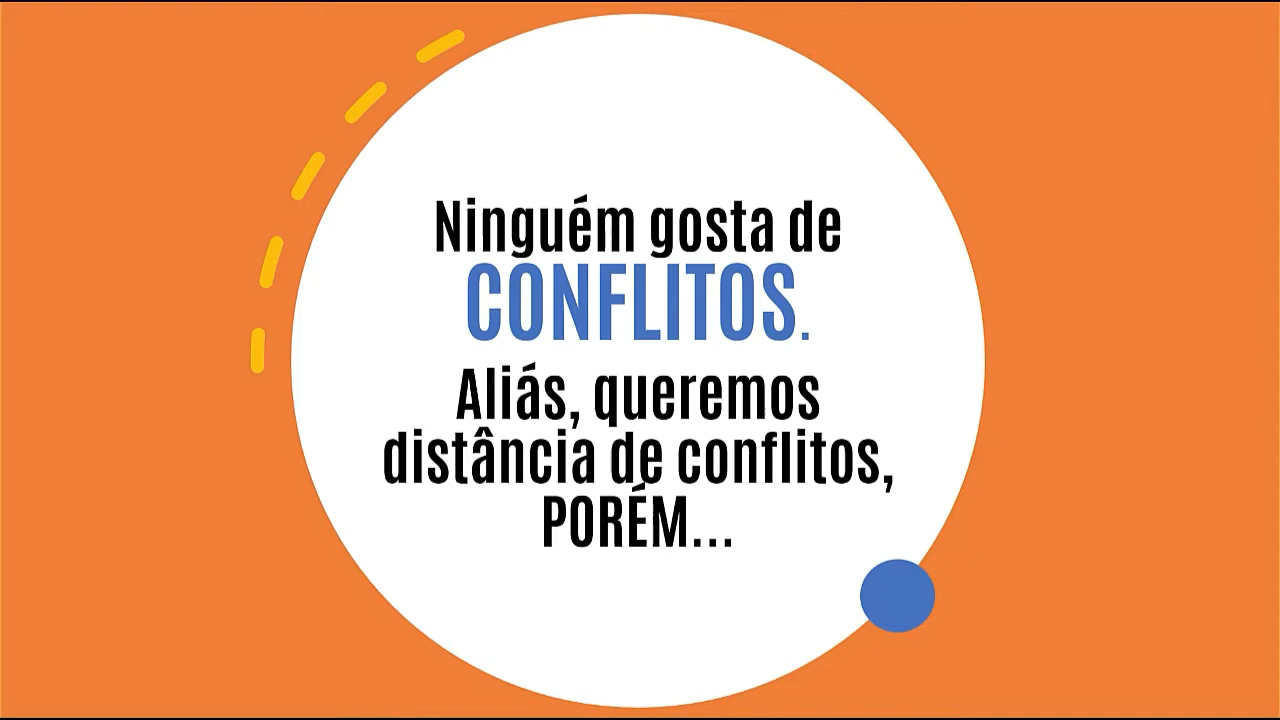 Ninguém gosta de
CONFLITOS.
Aliás, queremos
distância de conflitos,
PORÉM...